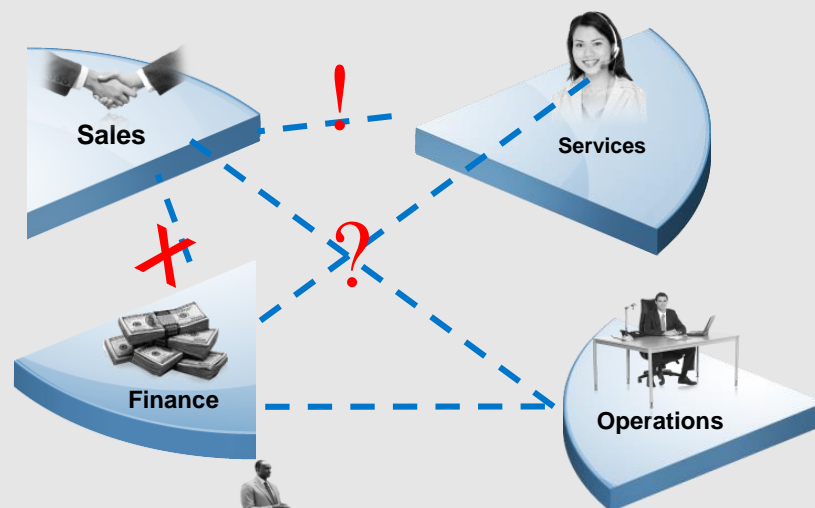 !
Sales
Services
X
?
Finance
Operations